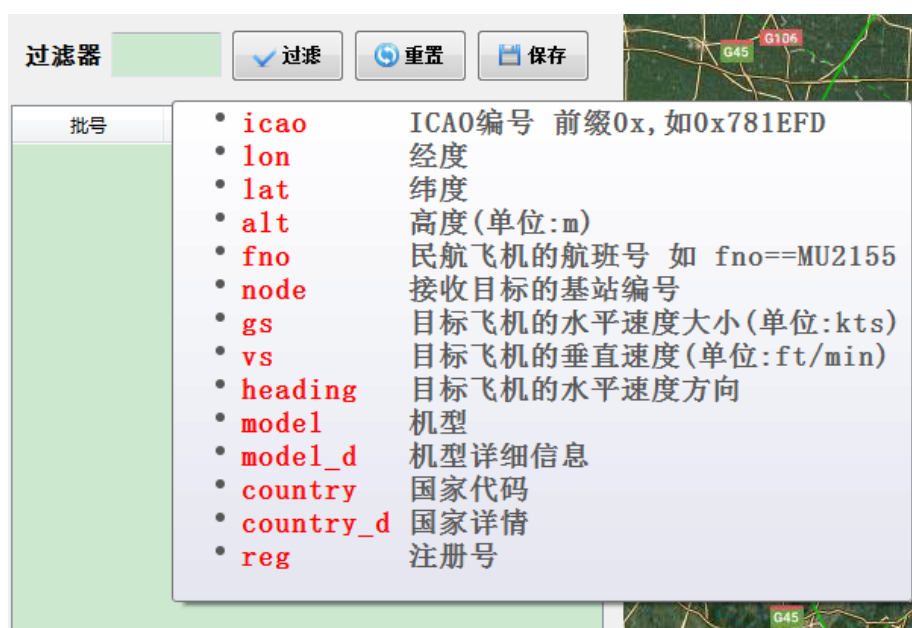 过滤器 过滤 重置 保存
G45 G106
批号
icao ICAO编号 前缀0x,如0x781EFD
lon 经度
lat 纬度
alt 高度(单位:m)
fno 民航飞机的航班号 如 fno==MU2155
node 接收目标的基站编号
gs 目标飞机的水平速度大小(单位:kts)
vs 目标飞机的垂直速度(单位:ft/min)
heading 目标飞机的水平速度方向
model 机型
model_d 机型详细信息
country 国家代码
country_d 国家详情
reg 注册号
G45